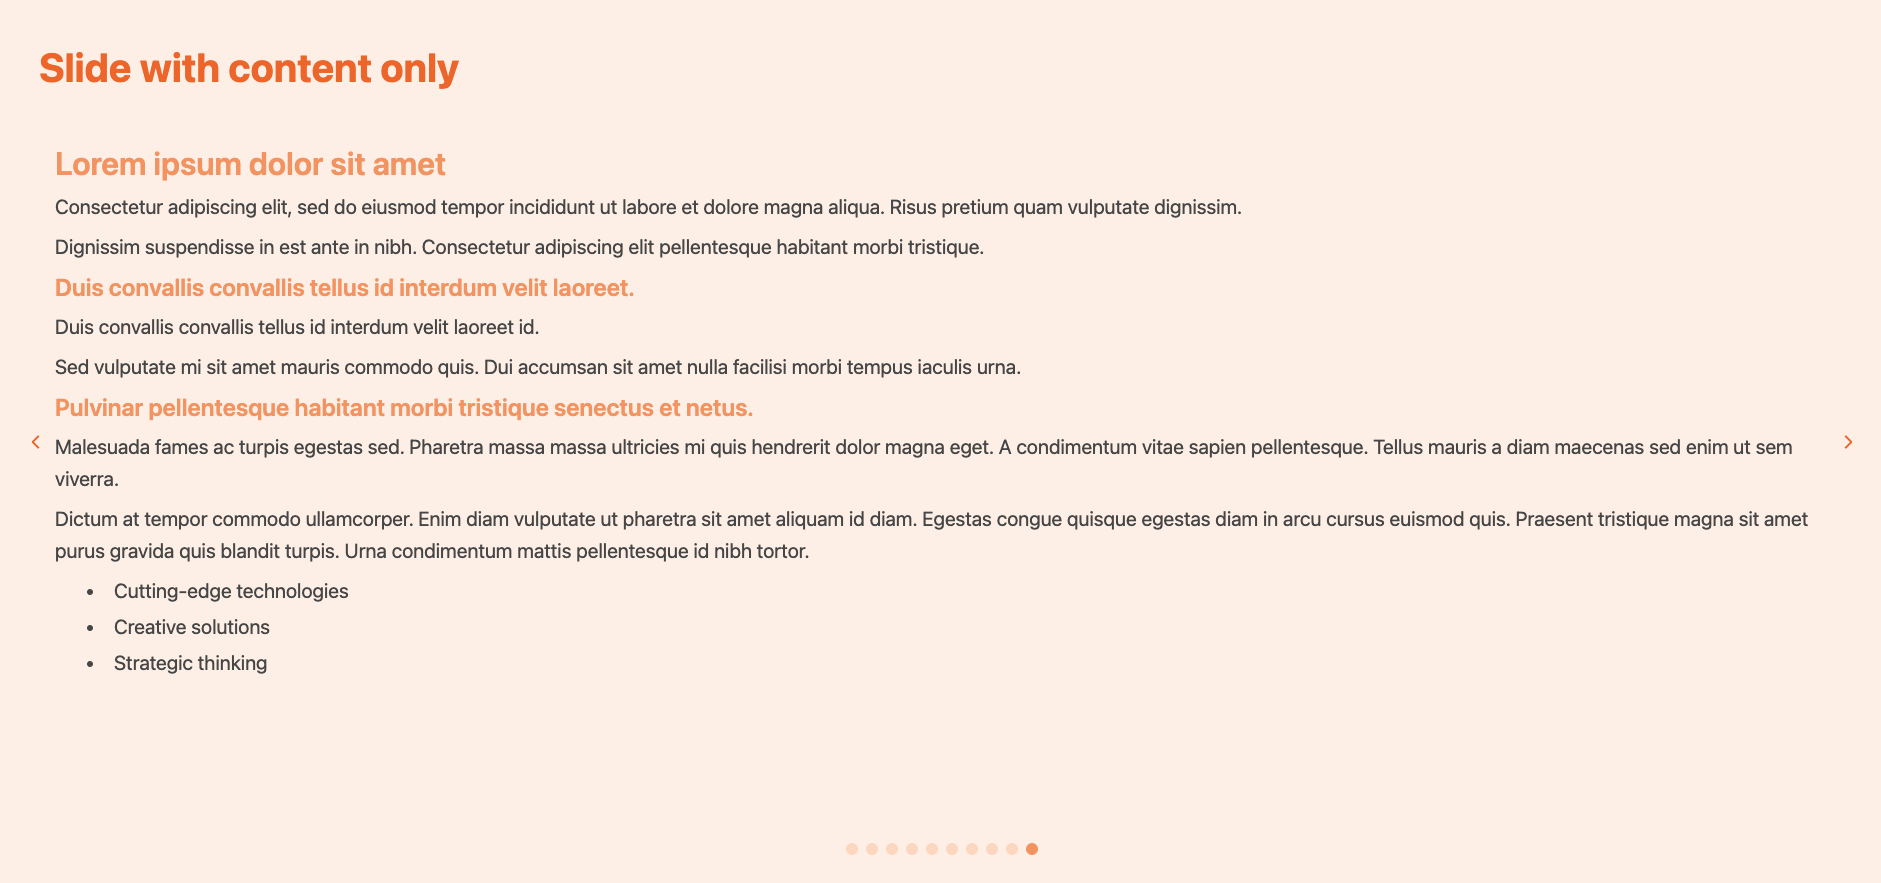 Slide with content only
Lorem ipsum dolor sit amet
Consectetur adipiscing elit, sed do eiusmod tempor incididunt ut labore et dolore magna aliqua. Risus pretium quam vulputate dignissim.
Dignissim suspendisse in est ante in nibh. Consectetur adipiscing elit pellentesque habitant morbi tristique.
Duis convallis convallis tellus id interdum velit laoreet.
Duis convallis convallis tellus id interdum velit laoreet id.
Sed vulputate mi sit amet mauris commodo quis. Dui accumsan sit amet nulla facilisi morbi tempus iaculis urna.
Pulvinar pellentesque habitant morbi tristique senectus et netus.
Malesuada fames ac turpis egestas sed. Pharetra massa massa ultricies mi quis hendrerit dolor magna eget. A condimentum vitae sapien pellentesque. Tellus mauris a diam maecenas sed enim ut sem
viverra.
Dictum at tempor commodo ullamcorper. Enim diam vulputate ut pharetra sit amet aliquam id diam. Egestas congue quisque egestas diam in arcu cursus euismod quis. Praesent tristique magna sit amet
purus gravida quis blandit turpis. Urna condimentum mattis pellentesque id nibh tortor.
• Cutting-edge technologies
• Creative solutions
• Strategic thinking